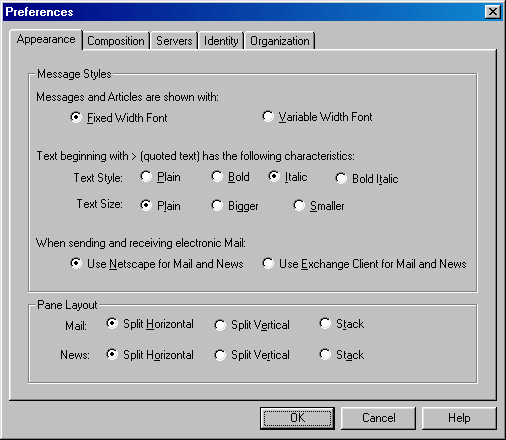 Preferences
Appearance Composition Servers Identity Organization
Message Styles
Messages and Articles are shown with:
Fixed Width Font Variable Width Font
Text beginning with > (quoted text) has the following characteristics:
Text Style: Plain Bold Italic Bold Italic
Text Size: Plain Bigger Smaller
When sending and receiving electronic Mail:
Use Netscape for Mail and News Use Exchange Client for Mail and News
Pane Layout
Mail: Split Horizontal Split Vertical Stack
News: Split Horizontal Split Vertical Stack
OK Cancel Help